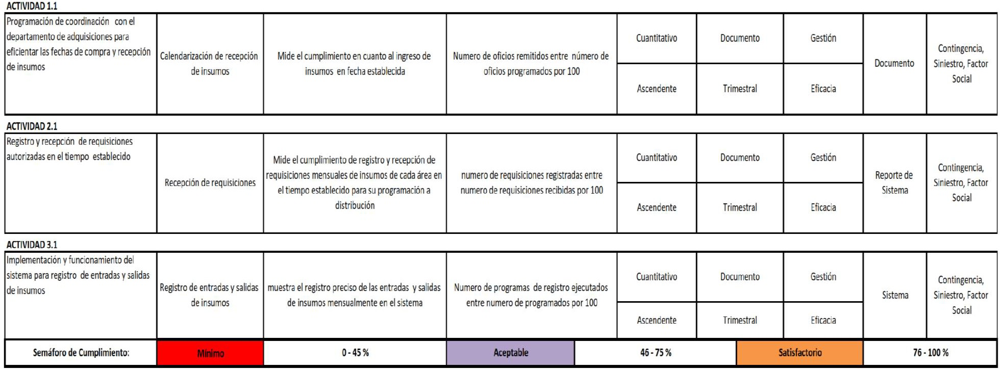 ACTIVIDAD 1.1
Programación de coordinación con el
departamento de adquisiciones para
eficientar las fechas de compra y recepción
de insumos
Calendarización de recepción
de insumos
Mide el cumplimiento en cuanto al ingreso de
insumos en fecha establecida
Numero de oficios remitidos entre número de
oficios programados por 100
Cuantitativo
Documento
Gestión
Ascendente
Trimestral
Eficacia
Documento
Contingencia,
Siniestro, Factor
Social
ACTIVIDAD 2.1
Registro y recepción de requisiciones
autorizadas en el tiempo establecido
Recepción de requisiciones
Mide el cumplimiento de registro y recepción de
requisiciones mensuales de insumos de cada área en
el tiempo establecido para su programación a
distribución
numero de requisiciones registradas entre
numero de requisiciones recibidas por 100
Cuantitativo
Documento
Gestión
Ascendente
Trimestral
Eficacia
Reporte de
Sistema
Contingencia,
Siniestro, Factor
Social
ACTIVIDAD 3.1
Implementación y funcionamiento del
sistema para registro de entradas y salidas
de insumos
Registro de entradas y salidas
de insumos
muestra el registro preciso de las entradas y salidas
de insumos mensualmente en el sistema
Numero de programas de registro ejecutados
entre numero de programados por 100
Cuantitativo
Documento
Gestión
Ascendente
Trimestral
Eficacia
Sistema
Contingencia,
Siniestro, Factor
Social
Semáforo de Cumplimiento:
Mínimo
0 - 45 %
Aceptable
46 - 75 %
Satisfactorio
76 - 100 %